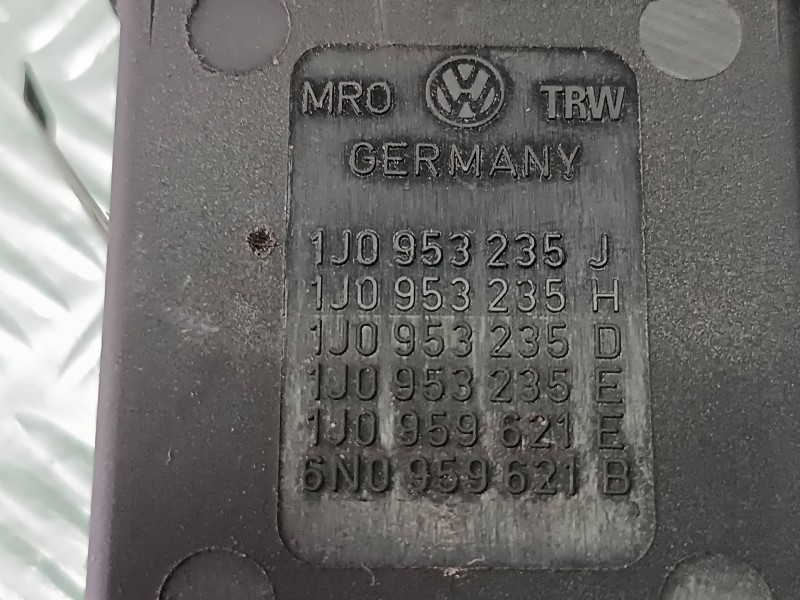 MRO VW TRW
GERMANY
1J0 953 235 J
1J0 953 235 H
1J0 953 235 D
1J0 953 235 E
1J0 959 621 E
6N0 959 621 B